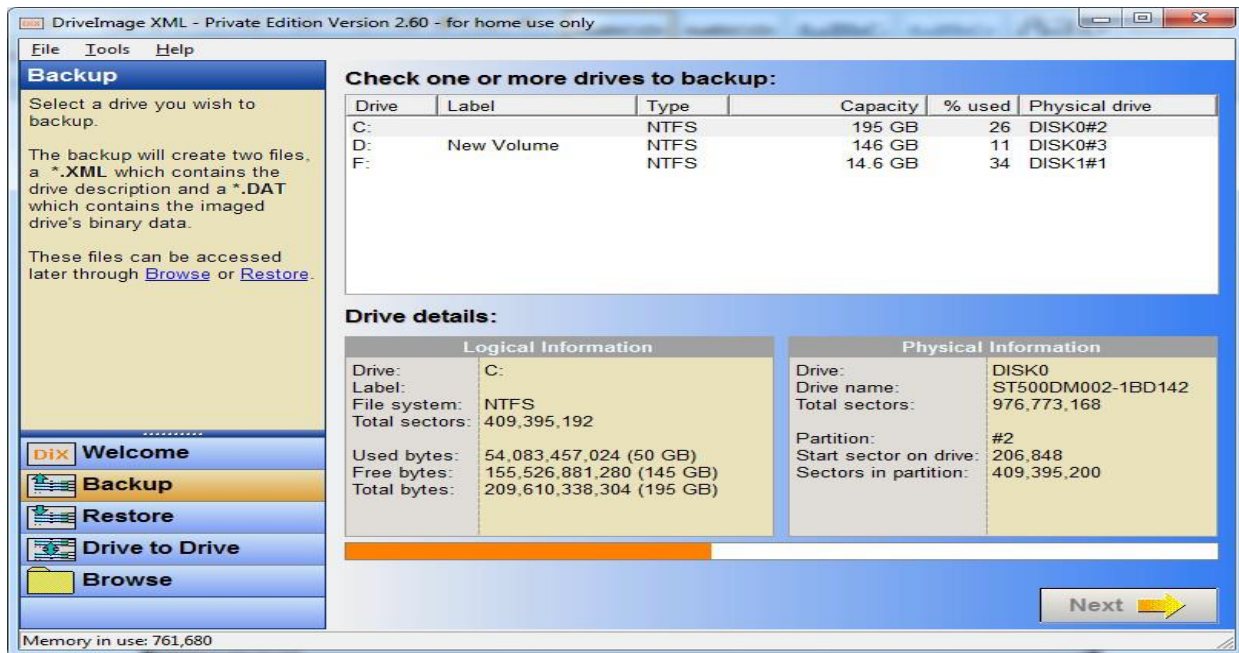 DriveImage XML - Private Edition Version 2.60 - for home use only
File Tools Help
Backup
Select a drive you wish to
backup.
The backup will create two files,
a *.XML which contains the
drive description and a *.DAT
which contains the imaged
drive's binary data.
These files can be accessed
later through Browse or Restore.
DiX Welcome
Backup
Restore
Drive to Drive
Browse
Check one or more drives to backup:
Drive Label Type Capacity % used Physical drive
C: NTFS 195 GB 26 DISK0#2
D: New Volume NTFS 146 GB 11 DISK0#3
F: NTFS 14.6 GB 34 DISK1#1
Drive details:
Logical Information
Drive: C:
Label:
File system: NTFS
Total sectors: 409,395,192
Used bytes: 54,083,457,024 (50 GB)
Free bytes: 155,526,881,280 (145 GB)
Total bytes: 209,610,338,304 (195 GB)
Physical Information
Drive: DISK0
Drive name: ST500DM002-1BD142
Total sectors: 976,773,168
Partition: #2
Start sector on drive: 206,848
Sectors in partition: 409,395,200
Next
Memory in use: 761,680